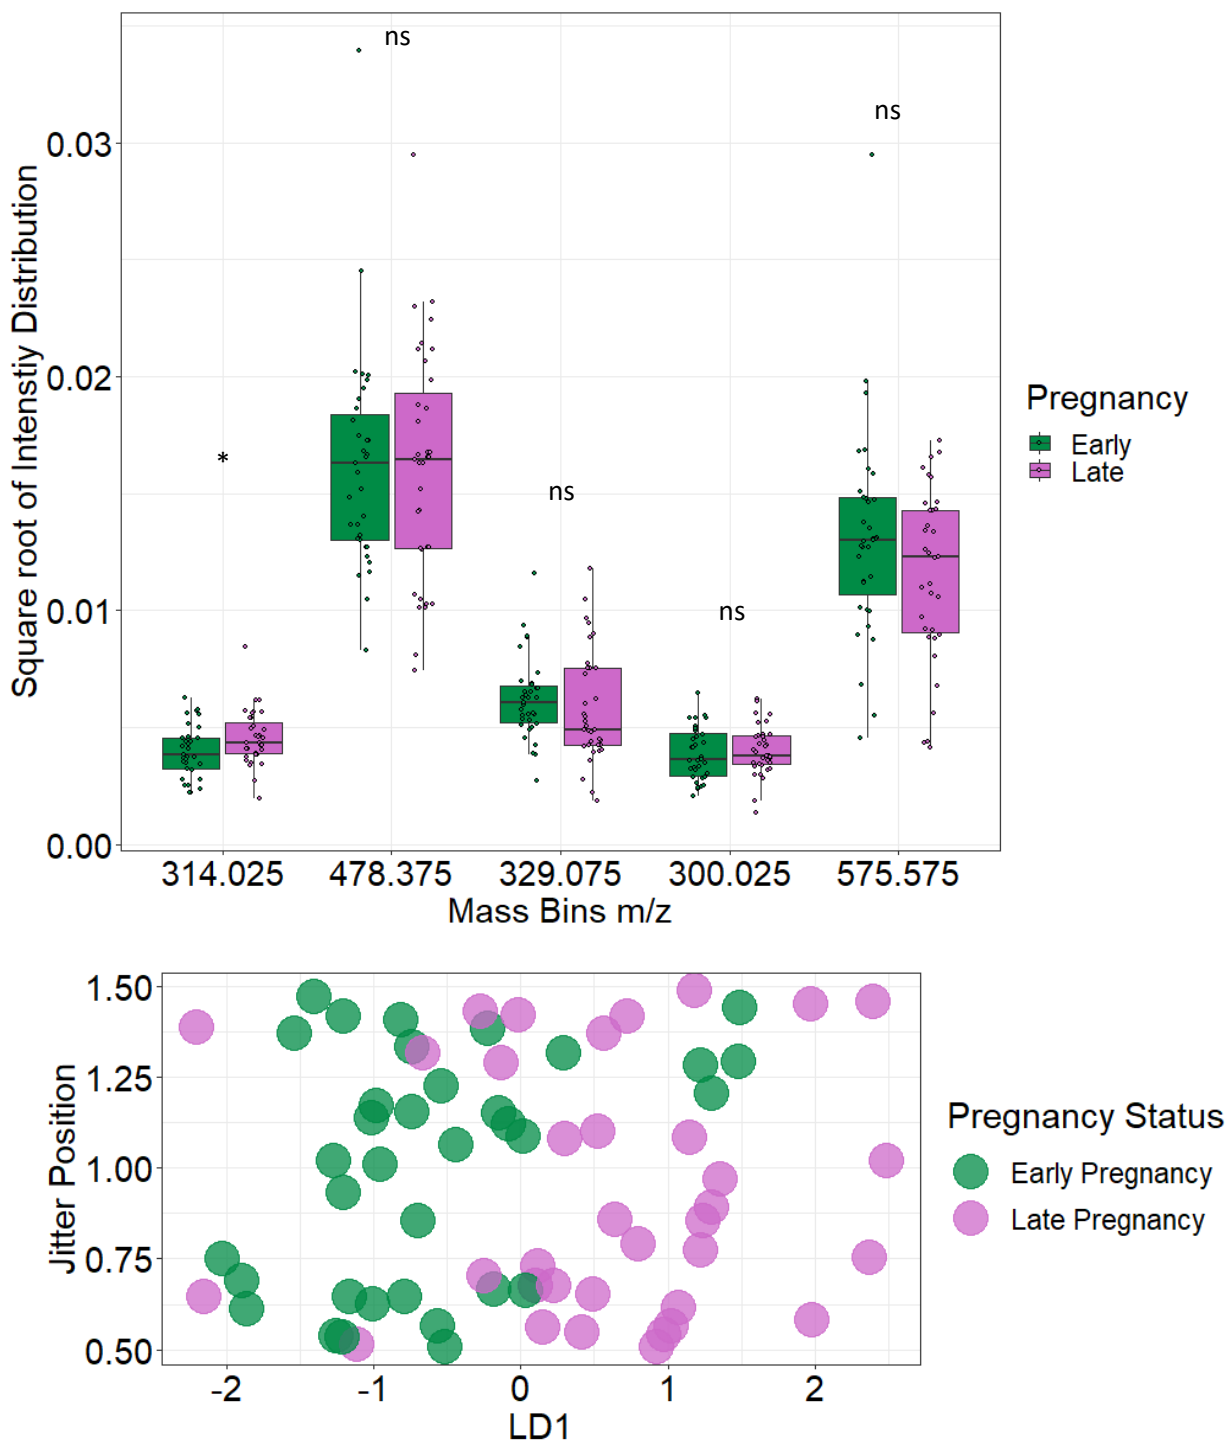 ns
ns
0.03
Square root of Intenstiy Distribution
0.02
Pregnancy
Early
Late
*
ns
0.01
ns
0.00
314.025 478.375 329.075 300.025 575.575
Mass Bins m/z
1.50
1.25
Jitter Position
Pregnancy Status
1.00
Early Pregnancy
Late Pregnancy
0.75
0.50
-2 -1 0 1 2
LD1